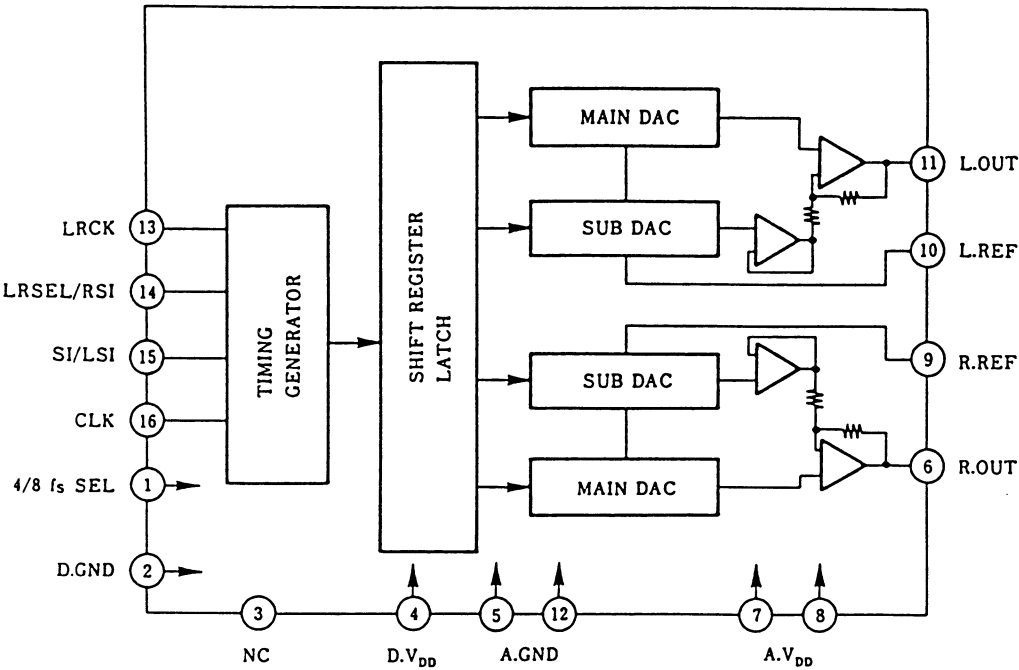 MAIN DAC
11 L.OUT
LRCK 13
SUB DAC
10 L.REF
LRSEL/RSI 14
TIMING
GENERATOR
SHIFT REGISTER
LATCH
SI/LSI 15
9 R.REF
SUB DAC
CLK 16
6 R.OUT
4/8 fs SEL 1
MAIN DAC
D.GND 2
3 4 5 12 7 8
NC D.VDD A.GND A.VDD